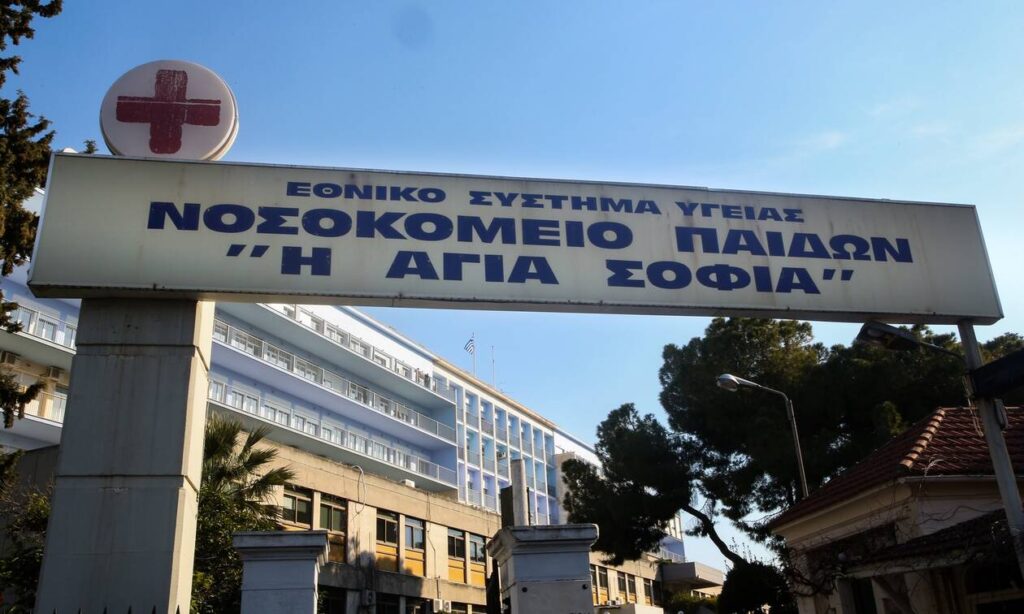 ΕΘΝΙΚΟ ΣΥΣΤΗΜΑ ΥΓΕΙΑΣ
ΝΟΣΟΚΟΜΕΙΟ ΠΑΙΔΩΝ
''Η ΑΓΙΑ ΣΟΦΙΑ''